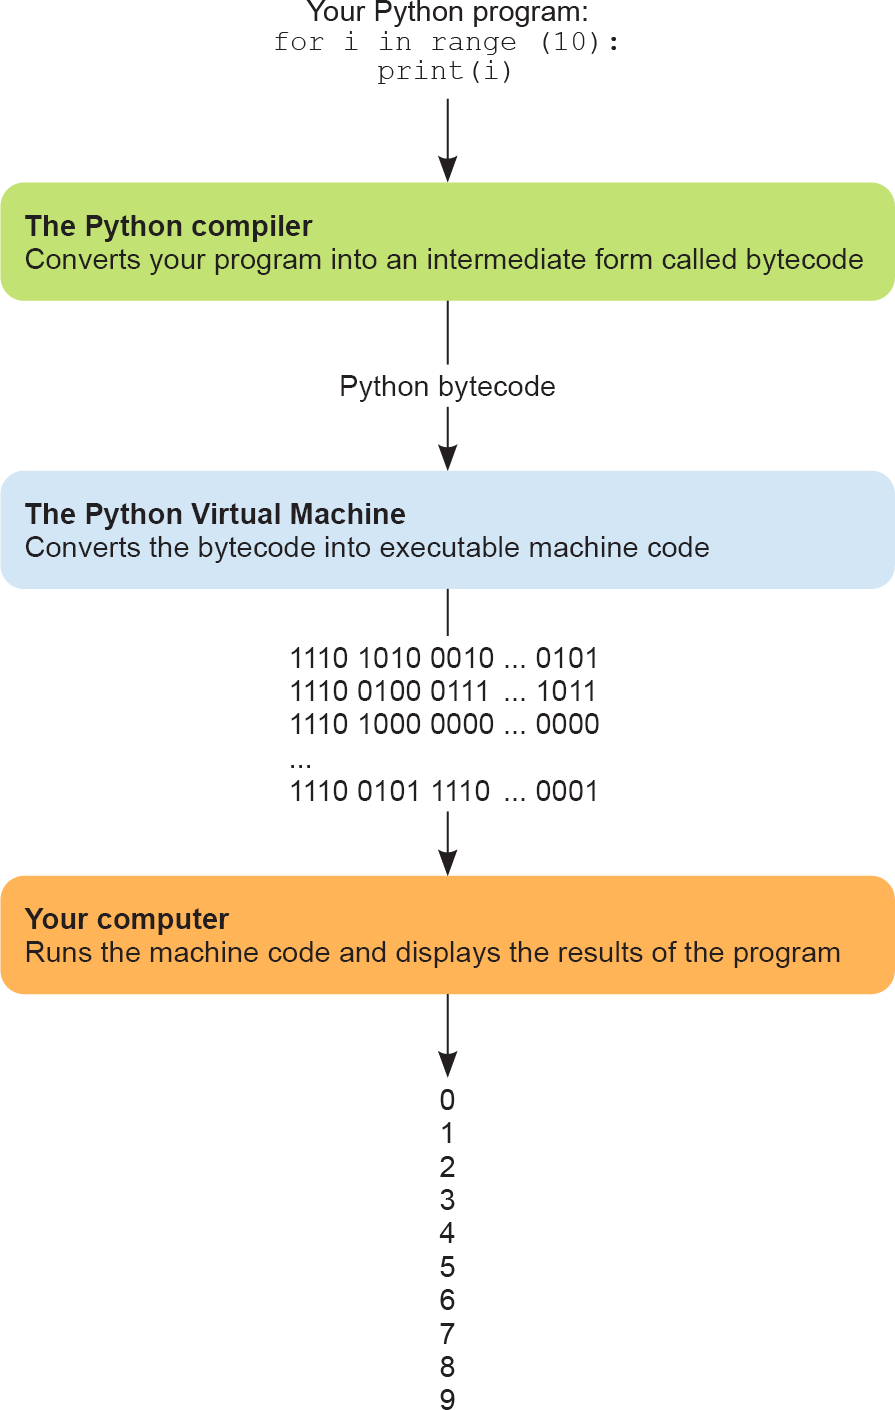 Your Python program:
for i in range (10):
print(i)
The Python compiler
Converts your program into an intermediate form called bytecode
Python bytecode
The Python Virtual Machine
Converts the bytecode into executable machine code
1110 1010 0010 ... 0101
1110 0100 0111 ... 1011
1110 1000 0000 ... 0000
...
1110 0101 1110 ... 0001
Your computer
Runs the machine code and displays the results of the program
0
1
2
3
4
5
6
7
8
9